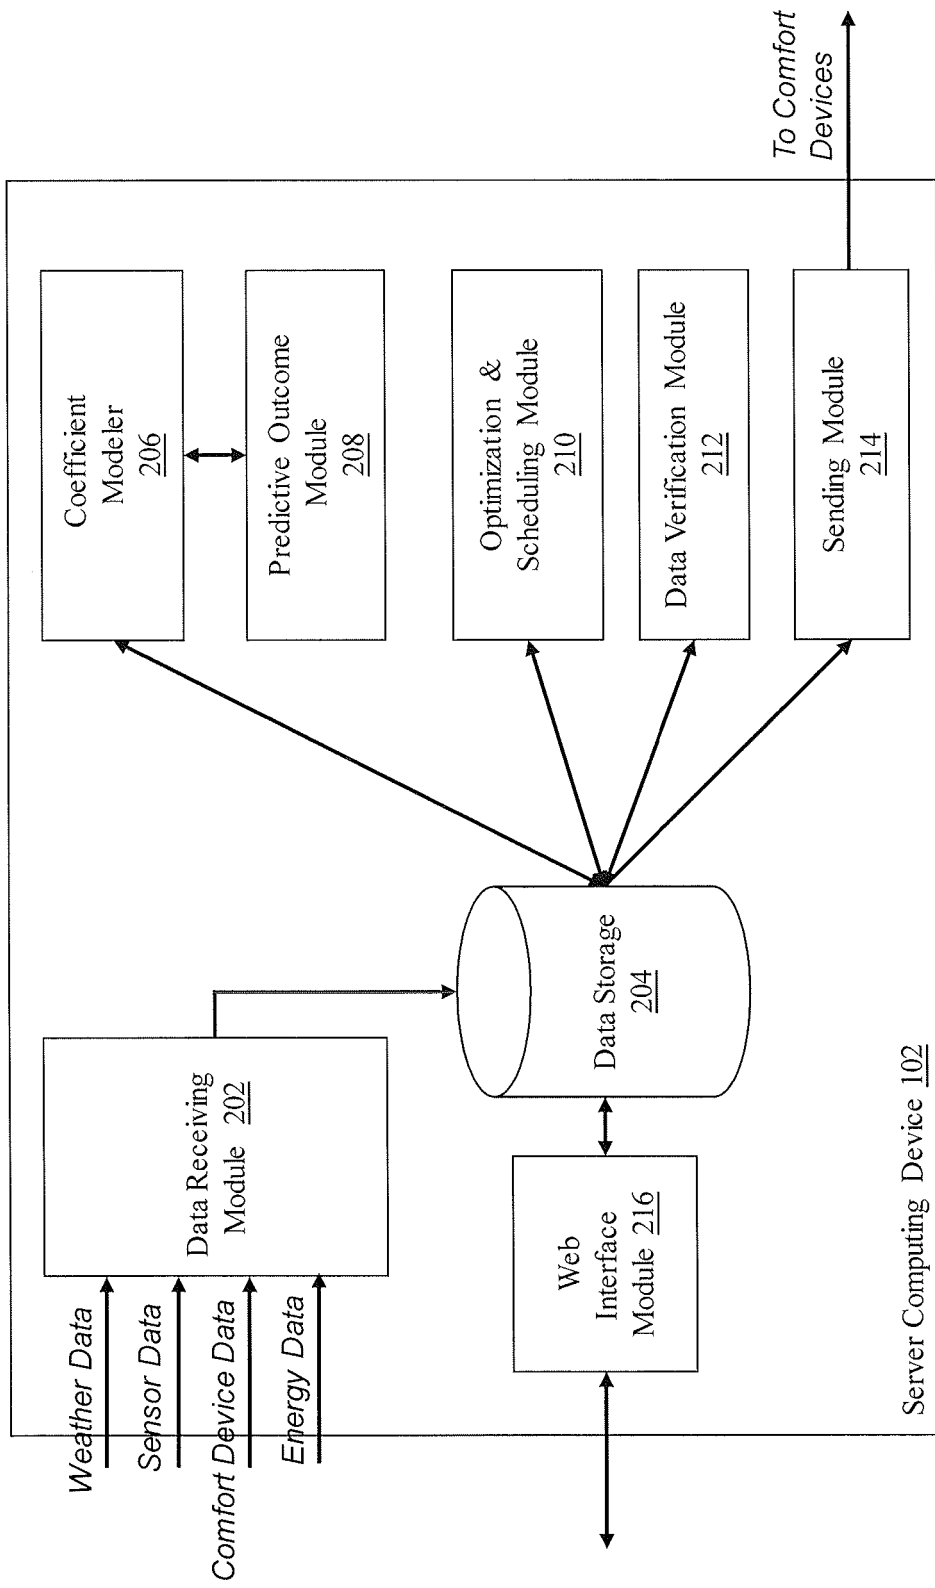 Weather Data
Sensor Data
Comfort Device Data
Energy Data
Data Receiving
Module 202
Web
Interface
Module 216
Data Storage
204
Coefficient
Modeler
206
Predictive Outcome
Module
208
Optimization &
Scheduling Module
210
Data Verification Module
212
Sending Module
214
To Comfort
Devices
Server Computing Device 102